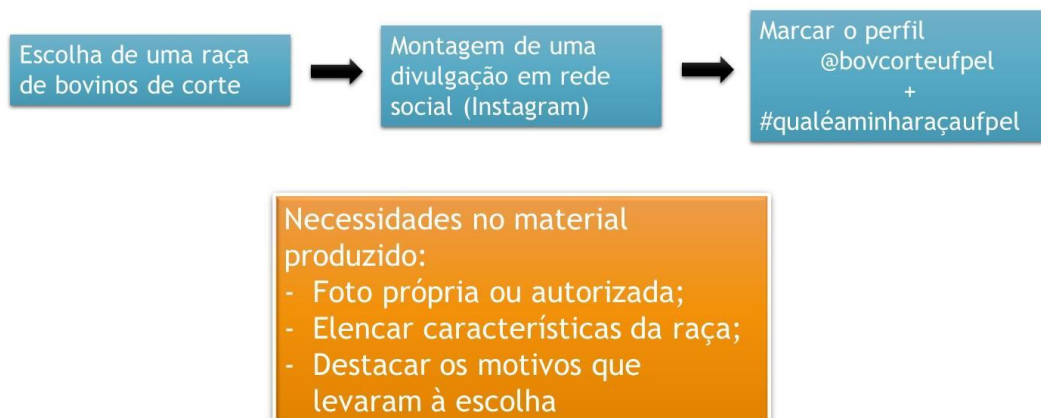 Escolha de uma raça
de bovinos de corte
Montagem de uma
divulgação em rede
social (Instagram)
Marcar o perfil
@bovcorteufpel
+
#qualéaminharaçaufpel
Necessidades no material
produzido:
- Foto própria ou autorizada;
- Elencar características da raça;
- Destacar os motivos que
levaram à escolha